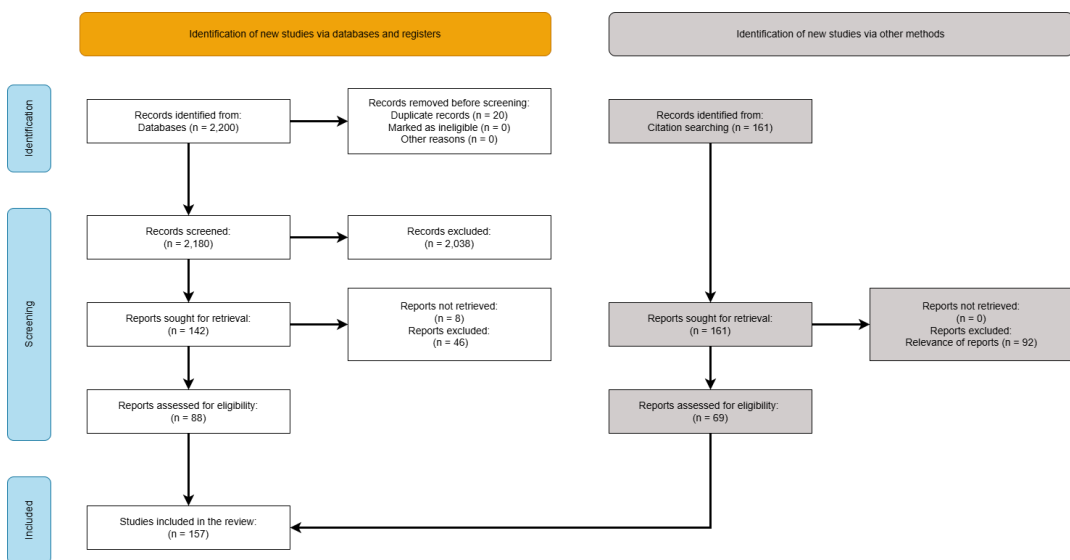 Identification of new studies via databases and registers
Identification of new studies via other methods
Identification
Records identified from:
Databases (n = 2,200)
Records removed before screening:
Duplicate records (n = 20)
Marked as ineligible (n = 0)
Other reasons (n = 0)
Records identified from:
Citation searching (n = 161)
Screening
Records screened:
(n = 2,180)
Records excluded:
(n = 2,038)
Reports sought for retrieval:
(n = 142)
Reports not retrieved:
(n = 8)
Reports excluded:
(n = 46)
Reports sought for retrieval:
(n = 161)
Reports not retrieved:
(n = 0)
Reports excluded:
Relevance of reports (n = 92)
Reports assessed for eligibility:
(n = 88)
Reports assessed for eligibility:
(n = 69)
Included
Studies included in the review:
(n = 157)